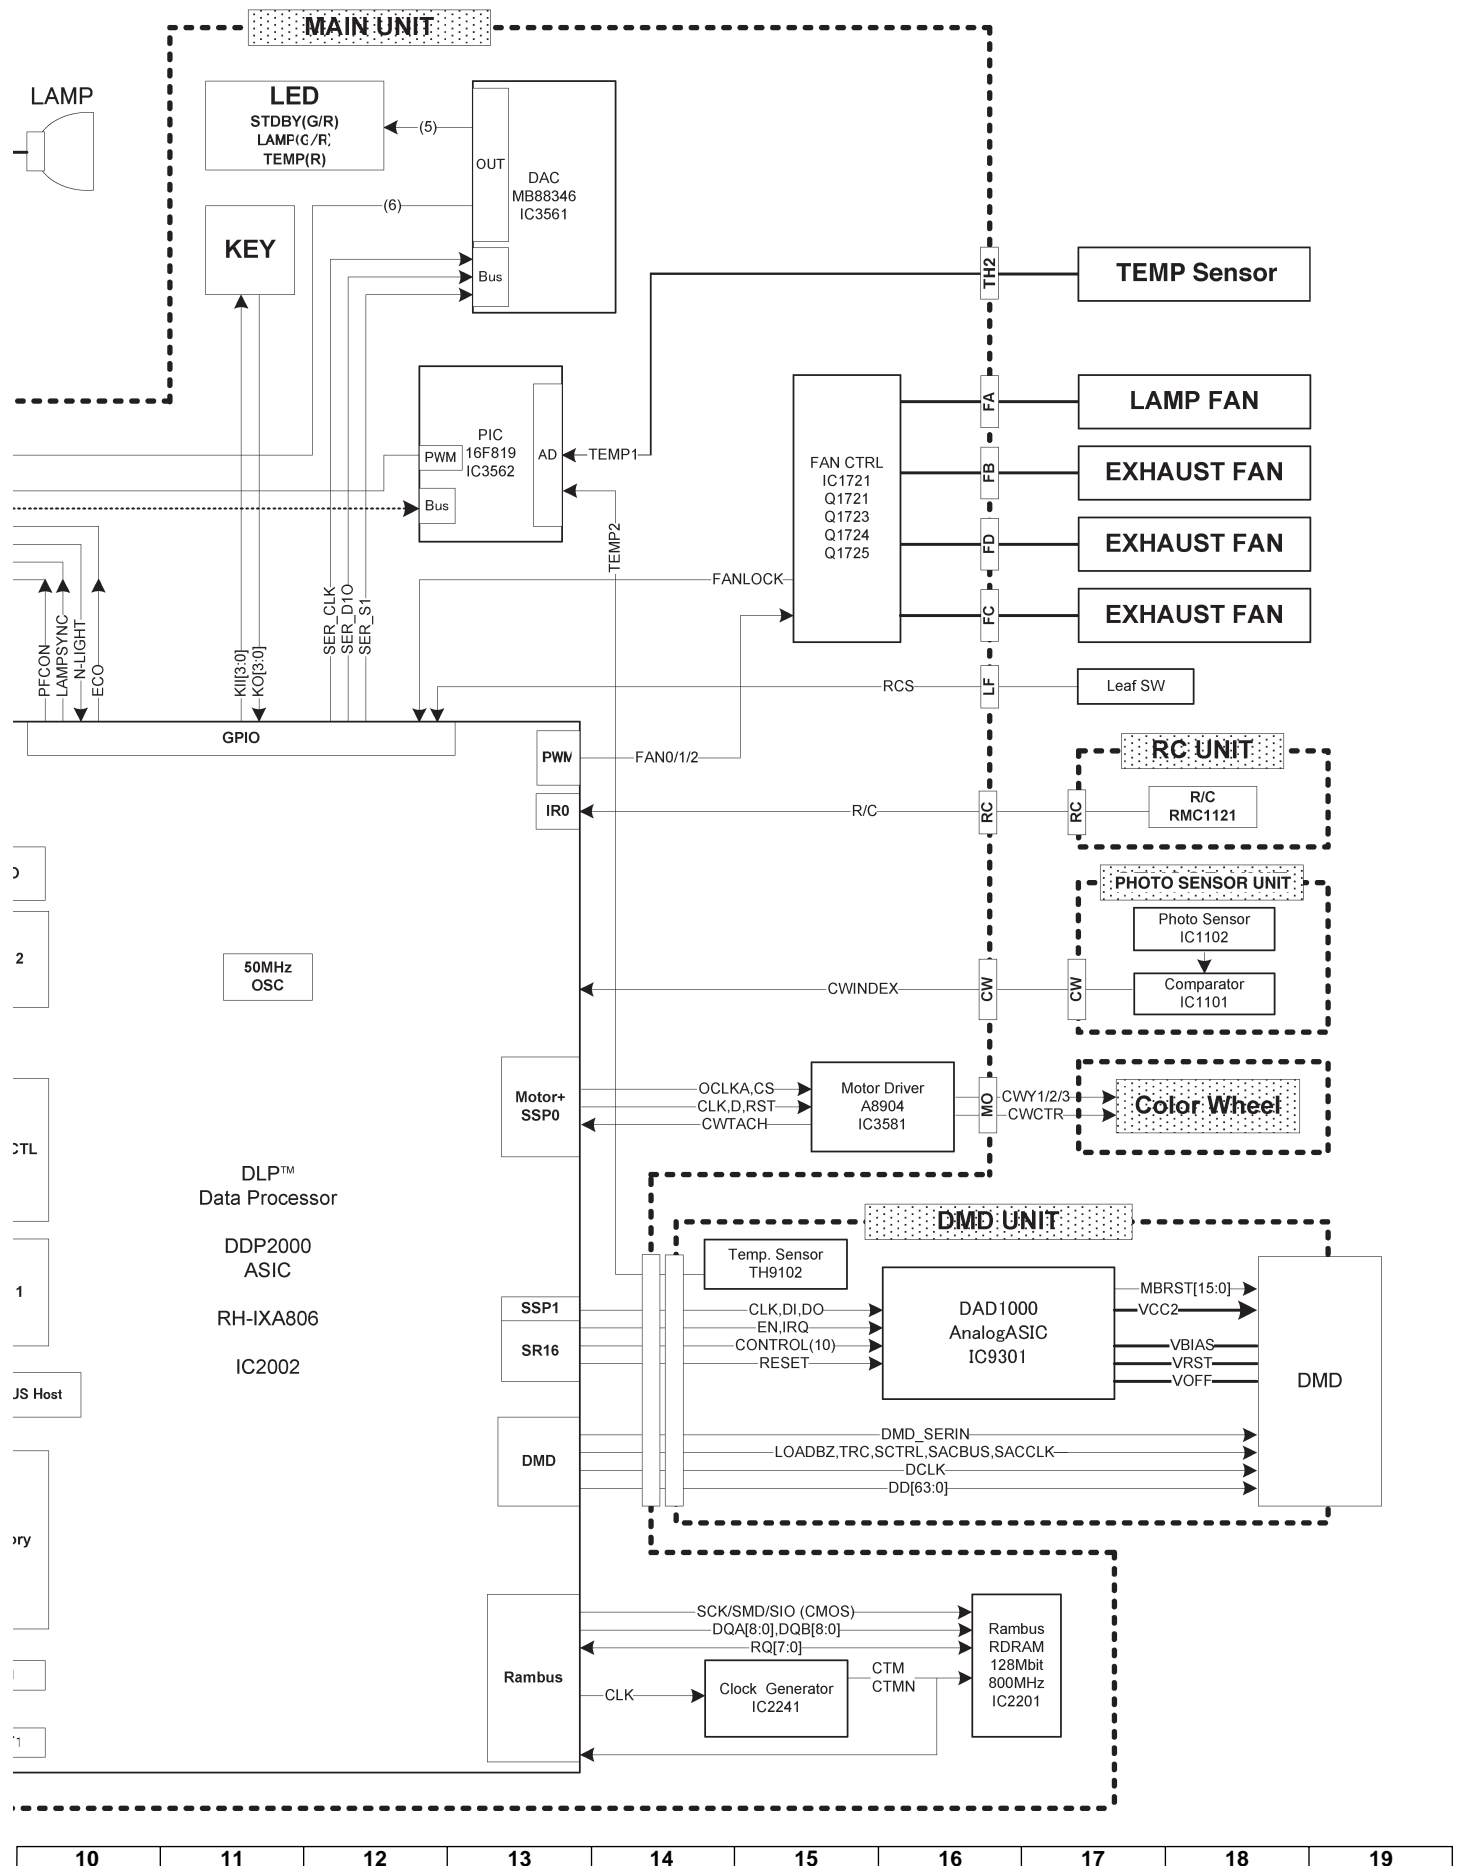 MAIN UNIT
LAMP
LED
STDBY(G/R)
LAMP(G/R)
TEMP(R)
(5)
OUT
DAC
MB88346
IC3561
(6)
KEY
Bus
TH2
TEMP Sensor
PIC
16F819
IC3562
PWM
AD
TEMP1
Bus
TEMP2
FAN CTRL
IC1721
Q1721
Q1723
Q1724
Q1725
FA
LAMP FAN
FB
EXHAUST FAN
FD
EXHAUST FAN
FC
EXHAUST FAN
FANLOCK
PFCON
LAMPSYNC
N-LIGHT
ECO
KII[3:0]
KO[3:0]
SER_CLK
SER_D1O
SER_S1
RCS
LF
Leaf SW
GPIO
PWM
FAN0/1/2
RC UNIT
IR0
R/C
RC
RC
R/C
RMC1121
PHOTO SENSOR UNIT
Photo Sensor
IC1102
2
50MHz
OSC
CWINDEX
CW
CW
Comparator
IC1101
Motor+
SSP0
OCLKA,CS
CLK,D,RST
CWTACH
Motor Driver
A8904
IC3581
MO
CWY1/2/3
CWCTR
Color Wheel
CTL
DLP™
Data Processor
DDP2000
ASIC
RH-IXA806
IC2002
DMD UNIT
Temp. Sensor
TH9102
1
SSP1
SR16
CLK,DI,DO
EN,IRQ
CONTROL(10)
RESET
DAD1000
AnalogASIC
IC9301
MBRST[15:0]
VCC2
VBIAS
VRST
VOFF
DMD
JS Host
DMD
DMD_SERIN
LOADBZ,TRC,SCTRL,SACBUS,SACCLK
DCLK
DD[63:0]
ory
Rambus
SCK/SMD/SIO (CMOS)
DQA[8:0],DQB[8:0]
RQ[7:0]
CLK
Clock Generator
IC2241
CTM
CTMN
Rambus
RDRAM
128Mbit
800MHz
IC2201
10 11 12 13 14 15 16 17 18 19